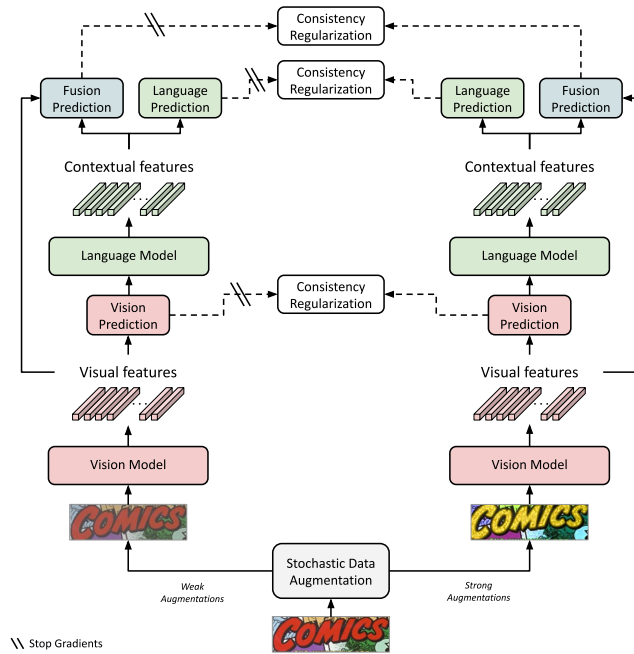 Consistency
Regularization
Consistency
Regularization
Fusion
Prediction
Language
Prediction
Language
Prediction
Fusion
Prediction
Contextual features
Contextual features
...
...
Language Model
Language Model
Vision
Prediction
Consistency
Regularization
Vision
Prediction
Visual features
Visual features
...
...
Vision Model
Vision Model
COMICS
COMICS
Stochastic Data
Augmentation
Weak
Augmentations
Strong
Augmentations
COMICS
Stop Gradients